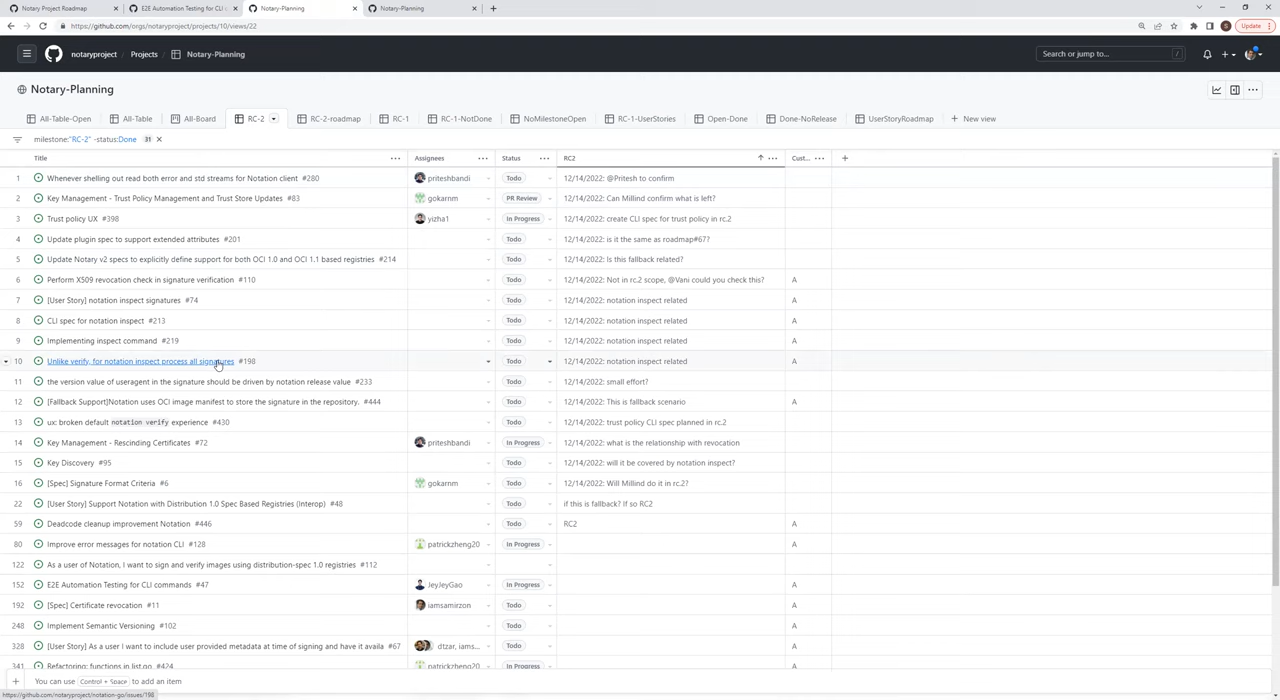 Notary Project Roadmap
E2E Automation Testing for CLI
Notary-Planning
Notary-Planning
https://github.com/orgs/notaryproject/projects/10/views/22
Update
notaryproject
Projects
Notary-Planning
Search or jump to...
/
Notary-Planning
All-Table-Open
All-Table
All-Board
RC-2
RC-2-roadmap
RC-1
RC-1-NotDone
NoMilestoneOpen
RC-1-UserStories
Open-Done
Done-NoRelease
UserStoryRoadmap
New view
milestone:"RC-2" -status:Done 31
Title Assignees Status RC2 Cust...
1 Whenever shelling out read both error and std streams for Notation client #280 priteshbandi Todo 12/14/2022: @Pritesh to confirm
2 Key Management - Trust Policy Management and Trust Store Updates #83 gokarnm PR Review 12/14/2022: Can Millind confirm what is left?
3 Trust policy UX #398 yizha1 In Progress 12/14/2022: create CLI spec for trust policy in rc.2
4 Update plugin spec to support extended attributes #201 Todo 12/14/2022: is it the same as roadmap#67?
5 Update Notary v2 specs to explicitly define support for both OCI 1.0 and OCI 1.1 based registries #214 Todo 12/14/2022: Is this fallback related?
6 Perform X509 revocation check in signature verification #110 Todo 12/14/2022: Not in rc.2 scope, @Vani could you check this? A
7 [User Story] notation inspect signatures #74 Todo 12/14/2022: notation inspect related A
8 CLI spec for notation inspect #213 Todo 12/14/2022: notation inspect related A
9 Implementing inspect command #219 Todo 12/14/2022: notation inspect related A
10 Unlike verify, for notation inspect process all signatures #198 Todo 12/14/2022: notation inspect related A
11 the version value of useragent in the signature should be driven by notation release value #233 Todo 12/14/2022: small effort?
12 [Fallback Support]Notation uses OCI image manifest to store the signature in the repository. #444 Todo 12/14/2022: This is fallback scenario A
13 ux: broken default notation verify experience #430 Todo 12/14/2022: trust policy CLI spec planned in rc.2
14 Key Management - Rescinding Certificates #72 priteshbandi In Progress 12/14/2022: what is the relationship with revocation
15 Key Discovery #95 Todo 12/14/2022: will it be covered by notation inspect?
16 [Spec] Signature Format Criteria #6 gokarnm Todo 12/14/2022: Will Millind do it in rc.2?
22 [User Story] Support Notation with Distribution 1.0 Spec Based Registries (Interop) #48 Todo if this is fallback? If so RC2
59 Deadcode cleanup improvement Notation #446 Todo RC2 A
80 Improve error messages for notation CLI #128 patrickzheng20 In Progress A
122 As a user of Notation, I want to sign and verify images using distribution-spec 1.0 registries #112 Todo
152 E2E Automation Testing for CLI commands #47 JeyJeyGao In Progress A
192 [Spec] Certificate revocation #11 iamsamirzon Todo A
248 Implement Semantic Versioning #102 Todo A
328 [User Story] As a user I want to include user provided metadata at time of signing and have it availa #67 dtzar, iams... Todo A
341 Refactoring: functions in list.go #424 patrickzheng20 In Progress A
You can use Control + Space to add an item
https://github.com/notaryproject/notation-go/issues/198